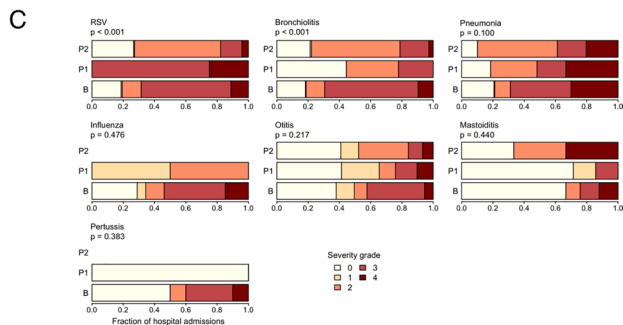 C
RSV
p < 0.001
P2
P1
B
0.0 0.2 0.4 0.6 0.8 1.0
Bronchiolitis
p < 0.001
0.0 0.2 0.4 0.6 0.8 1.0
Pneumonia
p = 0.100
P2
P1
B
0.0 0.2 0.4 0.6 0.8 1.0
Influenza
p = 0.476
P2
P1
B
0.0 0.2 0.4 0.6 0.8 1.0
Otitis
p = 0.217
P2
P1
B
0.0 0.2 0.4 0.6 0.8 1.0
Mastoiditis
p = 0.440
P2
P1
B
0.0 0.2 0.4 0.6 0.8 1.0
Pertussis
p = 0.383
P2
P1
B
0.0 0.2 0.4 0.6 0.8 1.0
Fraction of hospital admissions
Severity grade
0 3
1 4
2